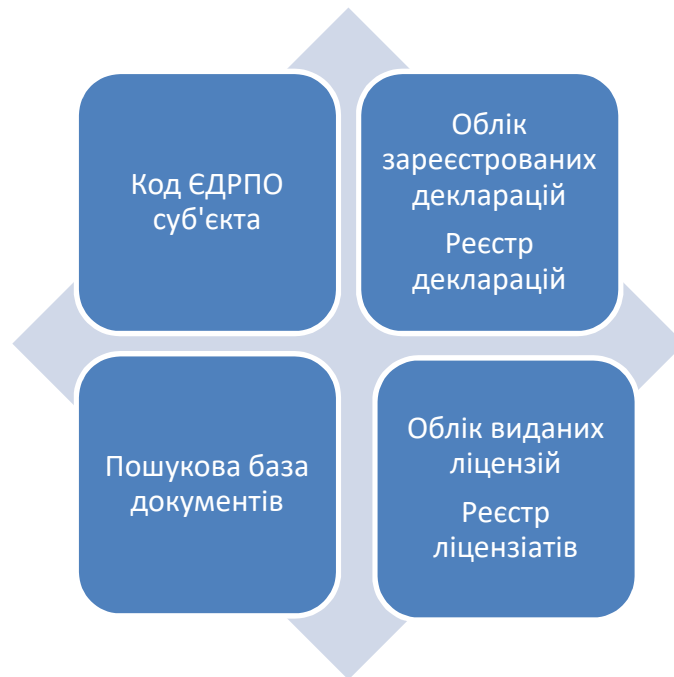 Код ЄДРПО
суб'єкта
Облік
зареєстрованих
декларацій
Реєстр
декларацій
Пошукова база
документів
Облік виданих
ліцензій
Реєстр
ліцензіатів